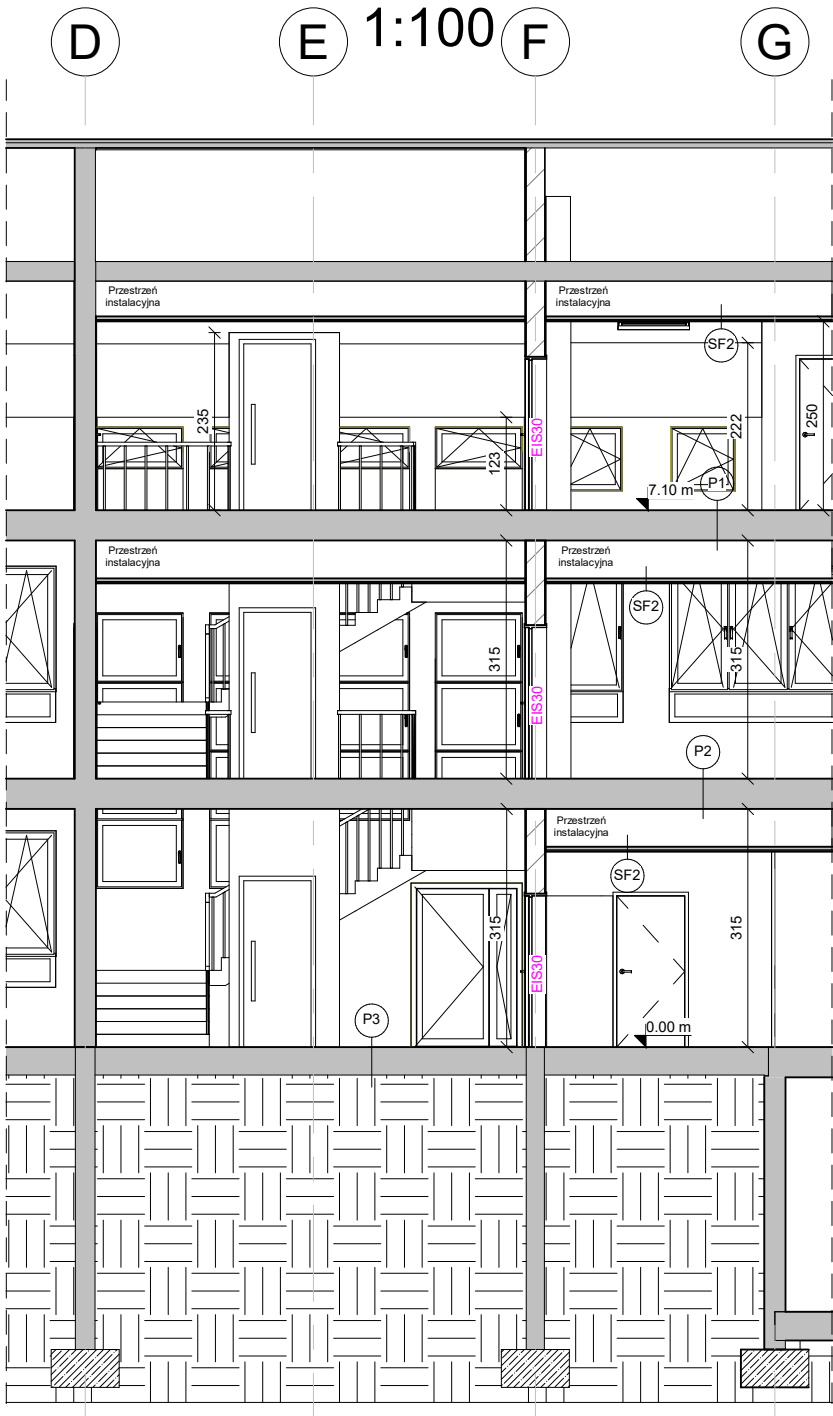 D
E
1:100
F
G
Przestrzeń
instalacyjna
Przestrzeń
instalacyjna
SF2
235
250
222
EIS30
123
P1
7.10 m
Przestrzeń
instalacyjna
Przestrzeń
instalacyjna
SF2
315
315
EIS30
P2
Przestrzeń
instalacyjna
SF2
315
315
EIS30
P3
0.00 m